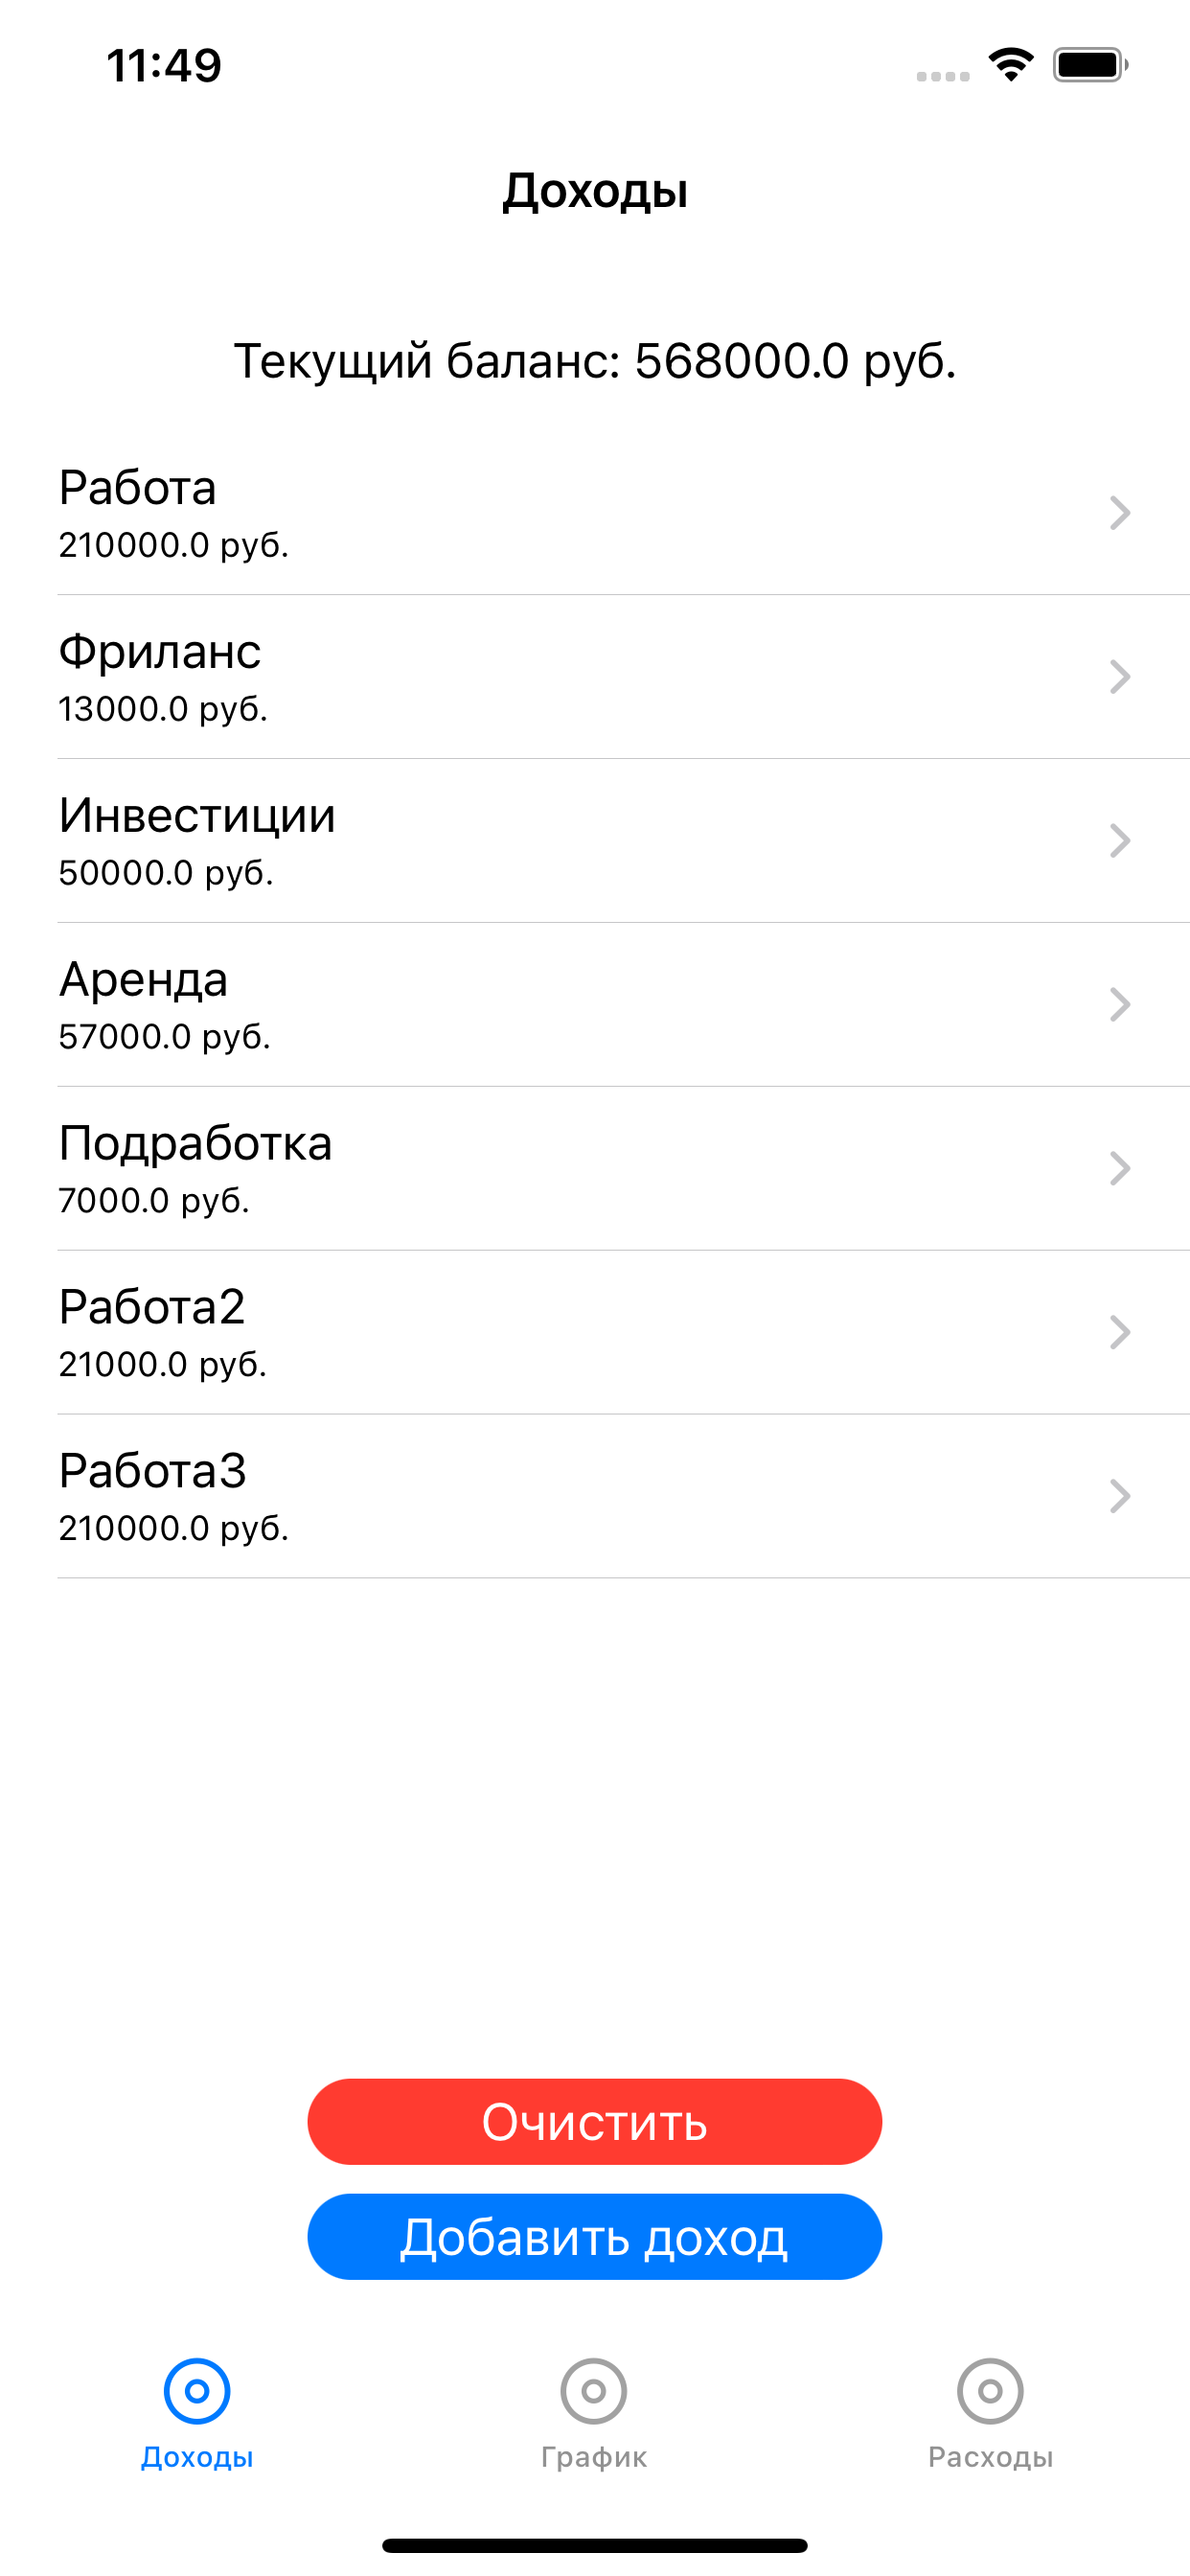 11:49
Доходы
Текущий баланс: 568000.0 руб.
Работа
210000.0 руб.
Фриланс
13000.0 руб.
Инвестиции
50000.0 руб.
Аренда
57000.0 руб.
Подработка
7000.0 руб.
Работа2
21000.0 руб.
Работа3
210000.0 руб.
Очистить
Добавить доход
Доходы График Расходы